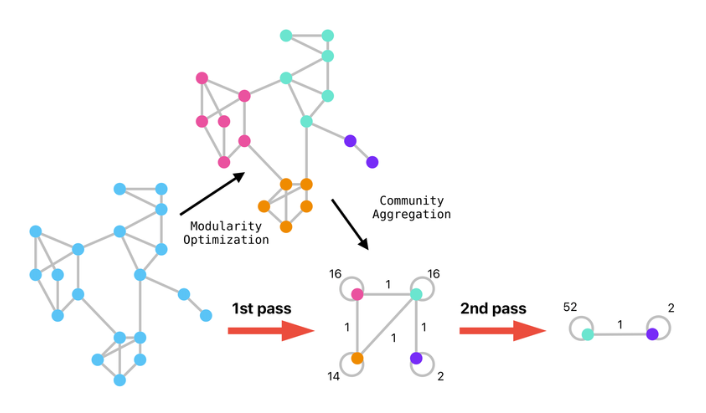 Modularity
Optimization
Community
Aggregation
1st pass
16
1
16
1
1
1
14
2
2nd pass
52
1
2